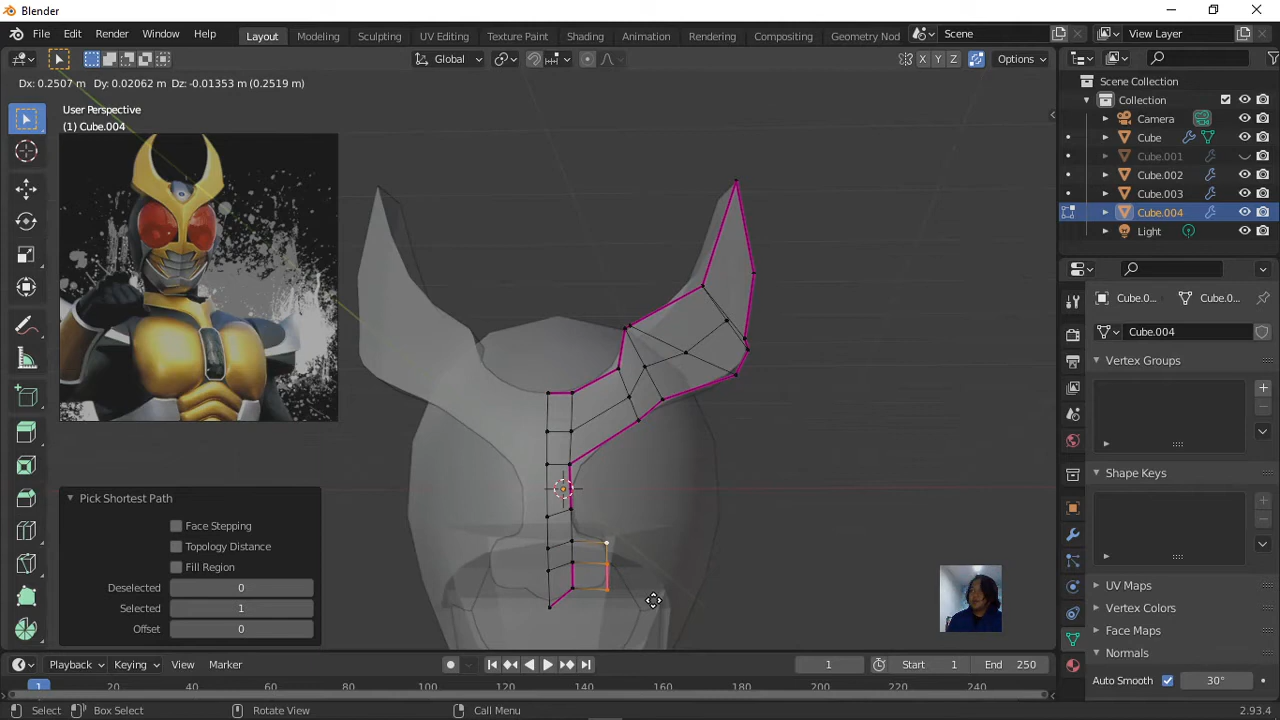 Blender
File Edit Render Window Help
Layout Modeling Sculpting UV Editing Texture Paint Shading Animation Rendering Compositing Geometry Nod
Scene
View Layer
Global
X Y Z
Options
Dx: 0.2507 m Dy: 0.02062 m Dz: -0.01353 m (0.2519 m)
User Perspective
(1) Cube.004
Scene Collection
Collection
Camera
Cube
Cube.001
Cube.002
Cube.003
Cube.004
Light
Cube.0...
Cube.0...
Cube.004
Vertex Groups
Shape Keys
UV Maps
Vertex Colors
Face Maps
Normals
Auto Smooth
30°
Pick Shortest Path
Face Stepping
Topology Distance
Fill Region
Deselected 0
Selected 1
Offset 0
Playback Keying View Marker
1
Start 1
End 250
1 20 40 60 80 100 120 140 160 180 200 220 240
Select Box Select Rotate View Call Menu
2.93.4